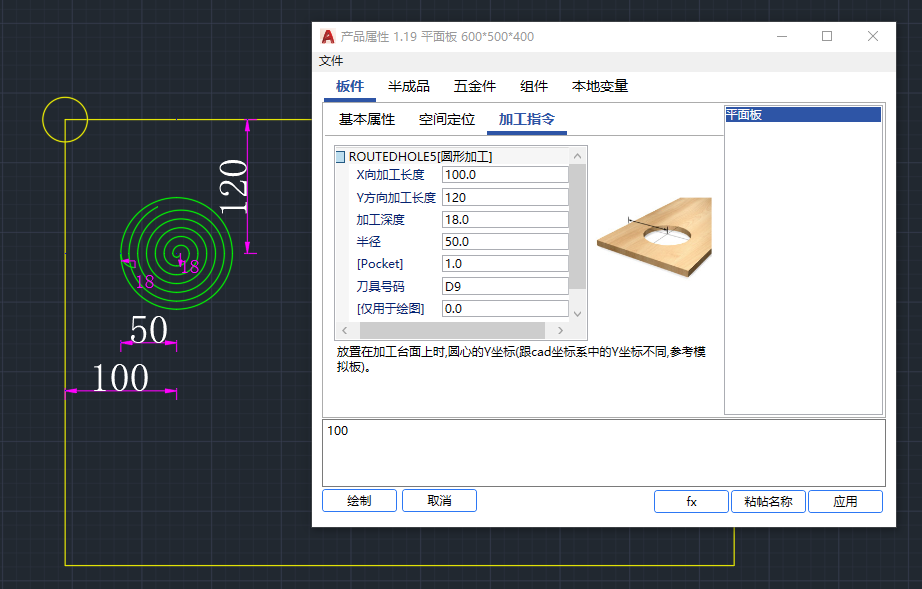 产品属性 1.19 平面板 600*500*400
文件
板件 半成品 五金件 组件 本地变量
基本属性 空间定位 加工指令
平面板
ROUTEDHOLE5[圆形加工]
X向加工长度 100.0
Y方向加工长度 120
加工深度 18.0
半径 50.0
[Pocket] 1.0
刀具号码 D9
[仅用于绘图] 0.0
放置在加工台面上时,圆心的Y坐标(跟cad坐标系中的Y坐标不同,参考模
拟板)。
100
绘制 取消 fx 粘帖名称 应用
120
18
18
50
100